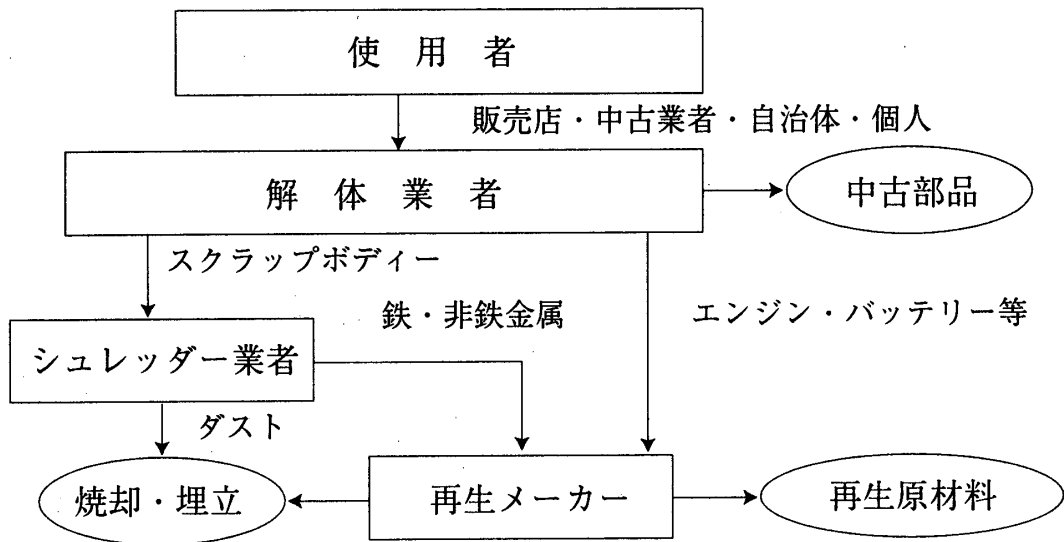 使用者
販売店・中古業者・自治体・個人
解体業者
中古部品
スクラップボディー
鉄・非鉄金属
エンジン・バッテリー等
シュレッダー業者
ダスト
焼却・埋立
再生メーカー
再生原材料